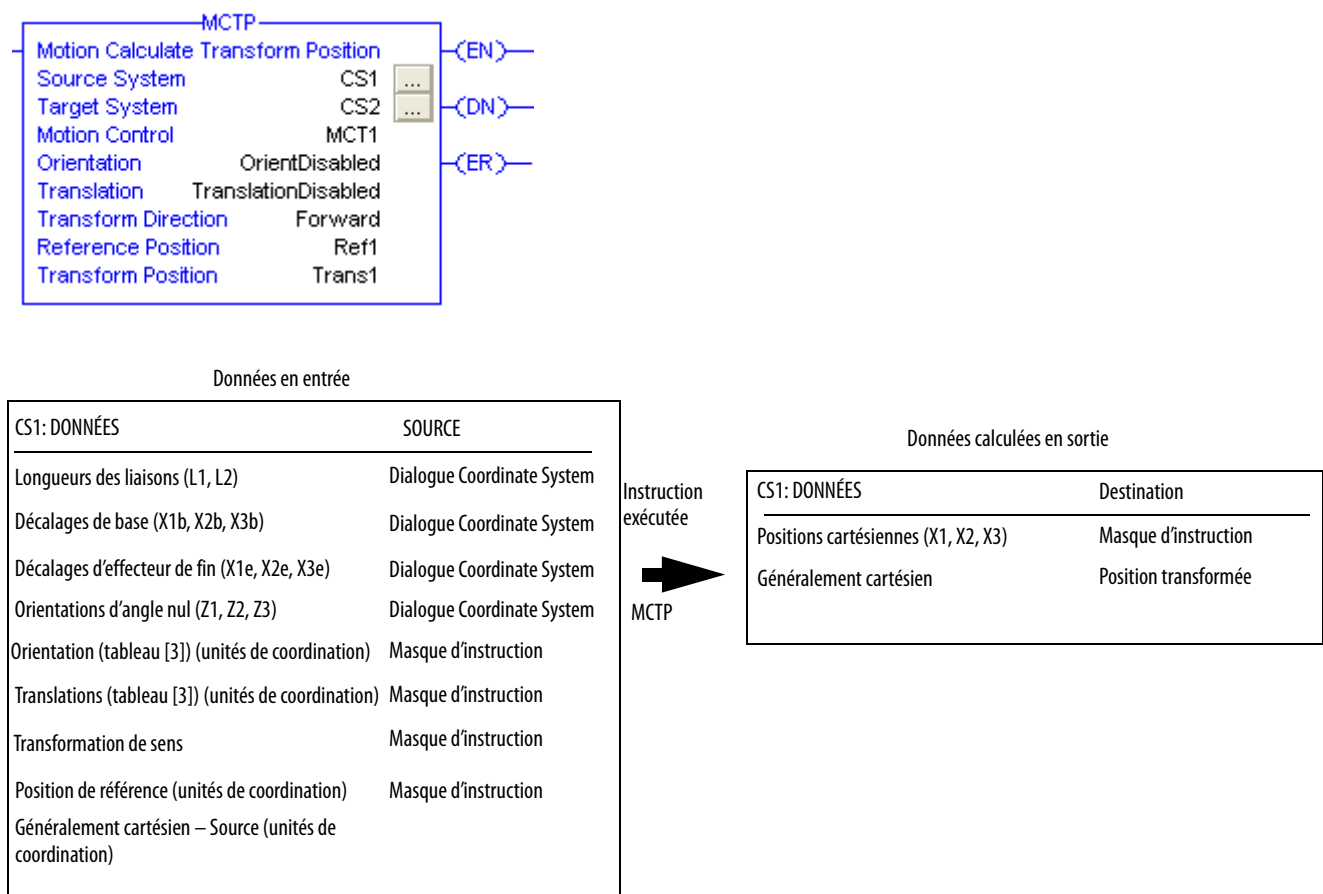 MCTP
Motion Calculate Transform Position
(EN)
Source System CS1 ...
Target System CS2 ...
(DN)
Motion Control MCT1
Orientation OrientDisabled
(ER)
Translation TranslationDisabled
Transform Direction Forward
Reference Position Ref1
Transform Position Trans1
Données en entrée
CS1: DONNÉES SOURCE
Longueurs des liaisons (L1, L2) Dialogue Coordinate System
Décalages de base (X1b, X2b, X3b) Dialogue Coordinate System
Décalages d'effecteur de fin (X1e, X2e, X3e) Dialogue Coordinate System
Orientations d'angle nul (Z1, Z2, Z3) Dialogue Coordinate System
Orientation (tableau [3]) (unités de coordination) Masque d'instruction
Translations (tableau [3]) (unités de coordination) Masque d'instruction
Transformation de sens Masque d'instruction
Position de référence (unités de coordination) Masque d'instruction
Généralement cartésien – Source (unités de
coordination)
Instruction
exécutée
MCTP
Données calculées en sortie
CS1: DONNÉES Destination
Positions cartésiennes (X1, X2, X3) Masque d'instruction
Généralement cartésien Position transformée